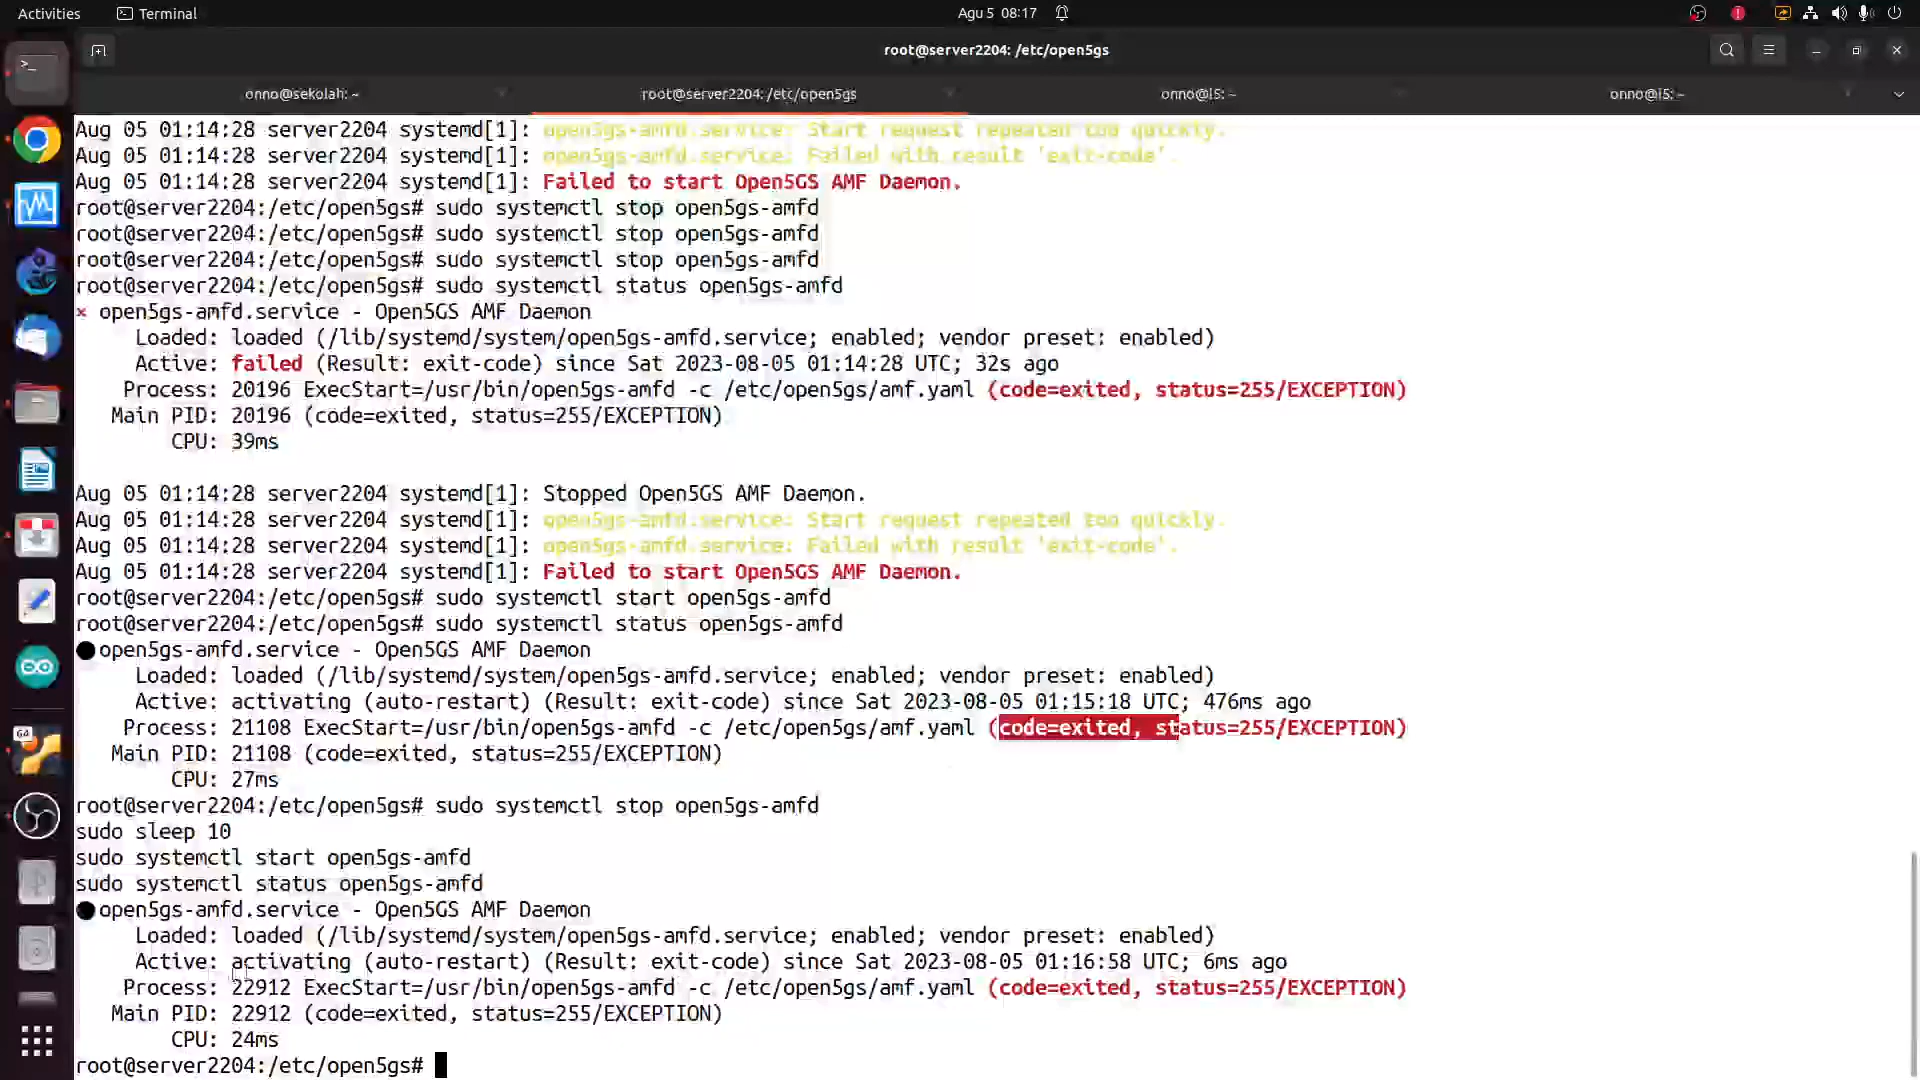 Activities
Terminal
Agu 5 08:17
root@server2204: /etc/open5gs
onno@sekolah: ~
root@server2204: /etc/open5gs
onno@i5: ~
onno@i5: ~
Aug 05 01:14:28 server2204 systemd[1]: open5gs-amfd.service: Start request repeated too quickly.
Aug 05 01:14:28 server2204 systemd[1]: open5gs-amfd.service: Failed with result 'exit-code'.
Aug 05 01:14:28 server2204 systemd[1]: Failed to start Open5GS AMF Daemon.
root@server2204:/etc/open5gs# sudo systemctl stop open5gs-amfd
root@server2204:/etc/open5gs# sudo systemctl stop open5gs-amfd
root@server2204:/etc/open5gs# sudo systemctl stop open5gs-amfd
root@server2204:/etc/open5gs# sudo systemctl status open5gs-amfd
× open5gs-amfd.service - Open5GS AMF Daemon
Loaded: loaded (/lib/systemd/system/open5gs-amfd.service; enabled; vendor preset: enabled)
Active: failed (Result: exit-code) since Sat 2023-08-05 01:14:28 UTC; 32s ago
Process: 20196 ExecStart=/usr/bin/open5gs-amfd -c /etc/open5gs/amf.yaml (code=exited, status=255/EXCEPTION)
Main PID: 20196 (code=exited, status=255/EXCEPTION)
CPU: 39ms
Aug 05 01:14:28 server2204 systemd[1]: Stopped Open5GS AMF Daemon.
Aug 05 01:14:28 server2204 systemd[1]: open5gs-amfd.service: Start request repeated too quickly.
Aug 05 01:14:28 server2204 systemd[1]: open5gs-amfd.service: Failed with result 'exit-code'.
Aug 05 01:14:28 server2204 systemd[1]: Failed to start Open5GS AMF Daemon.
root@server2204:/etc/open5gs# sudo systemctl start open5gs-amfd
root@server2204:/etc/open5gs# sudo systemctl status open5gs-amfd
● open5gs-amfd.service - Open5GS AMF Daemon
Loaded: loaded (/lib/systemd/system/open5gs-amfd.service; enabled; vendor preset: enabled)
Active: activating (auto-restart) (Result: exit-code) since Sat 2023-08-05 01:15:18 UTC; 476ms ago
Process: 21108 ExecStart=/usr/bin/open5gs-amfd -c /etc/open5gs/amf.yaml (code=exited, status=255/EXCEPTION)
Main PID: 21108 (code=exited, status=255/EXCEPTION)
CPU: 27ms
root@server2204:/etc/open5gs# sudo systemctl stop open5gs-amfd
sudo sleep 10
sudo systemctl start open5gs-amfd
sudo systemctl status open5gs-amfd
● open5gs-amfd.service - Open5GS AMF Daemon
Loaded: loaded (/lib/systemd/system/open5gs-amfd.service; enabled; vendor preset: enabled)
Active: activating (auto-restart) (Result: exit-code) since Sat 2023-08-05 01:16:58 UTC; 6ms ago
Process: 22912 ExecStart=/usr/bin/open5gs-amfd -c /etc/open5gs/amf.yaml (code=exited, status=255/EXCEPTION)
Main PID: 22912 (code=exited, status=255/EXCEPTION)
CPU: 24ms
root@server2204:/etc/open5gs#